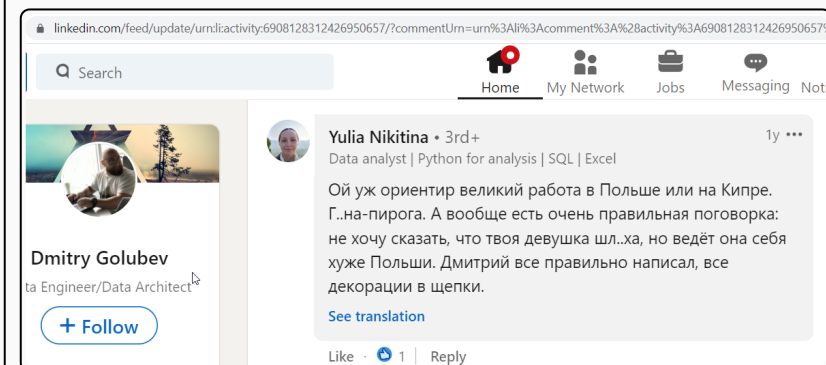 linkedin.com/feed/update/urn:li:activity:6908128312426950657/?commentUrn=urn%3Ali%3Acomment%3A%28activity%3A6908128312426950657%
Search
Home
My Network
Jobs
Messaging
Not
Yulia Nikitina • 3rd+
1y •••
Data analyst | Python for analysis | SQL | Excel
Ой уж ориентир великий работа в Польше или на Кипре.
Г..на-пирога. А вообще есть очень правильная поговорка:
не хочу сказать, что твоя девушка шл..ха, но ведёт она себя
хуже Польши. Дмитрий все правильно написал, все
декорации в щепки.
See translation
Like · 1 | Reply
Dmitry Golubev
ta Engineer/Data Architect
+ Follow